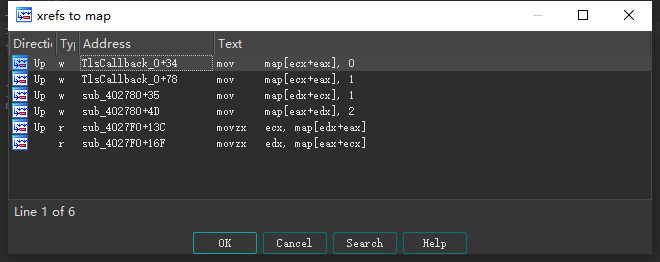 xrefs to map
Directio Typ Address Text
Up w TlsCallback_0+34 mov map[ecx+eax], 0
Up w TlsCallback_0+78 mov map[ecx+eax], 1
Up w sub_402780+35 mov map[edx+ecx], 1
Up w sub_402780+4D mov map[edx+eax], 2
Up r sub_4027F0+13C movzx ecx, map[edx+eax]
r sub_4027F0+16F movzx edx, map[eax+ecx]
Line 1 of 6
OK Cancel Search Help